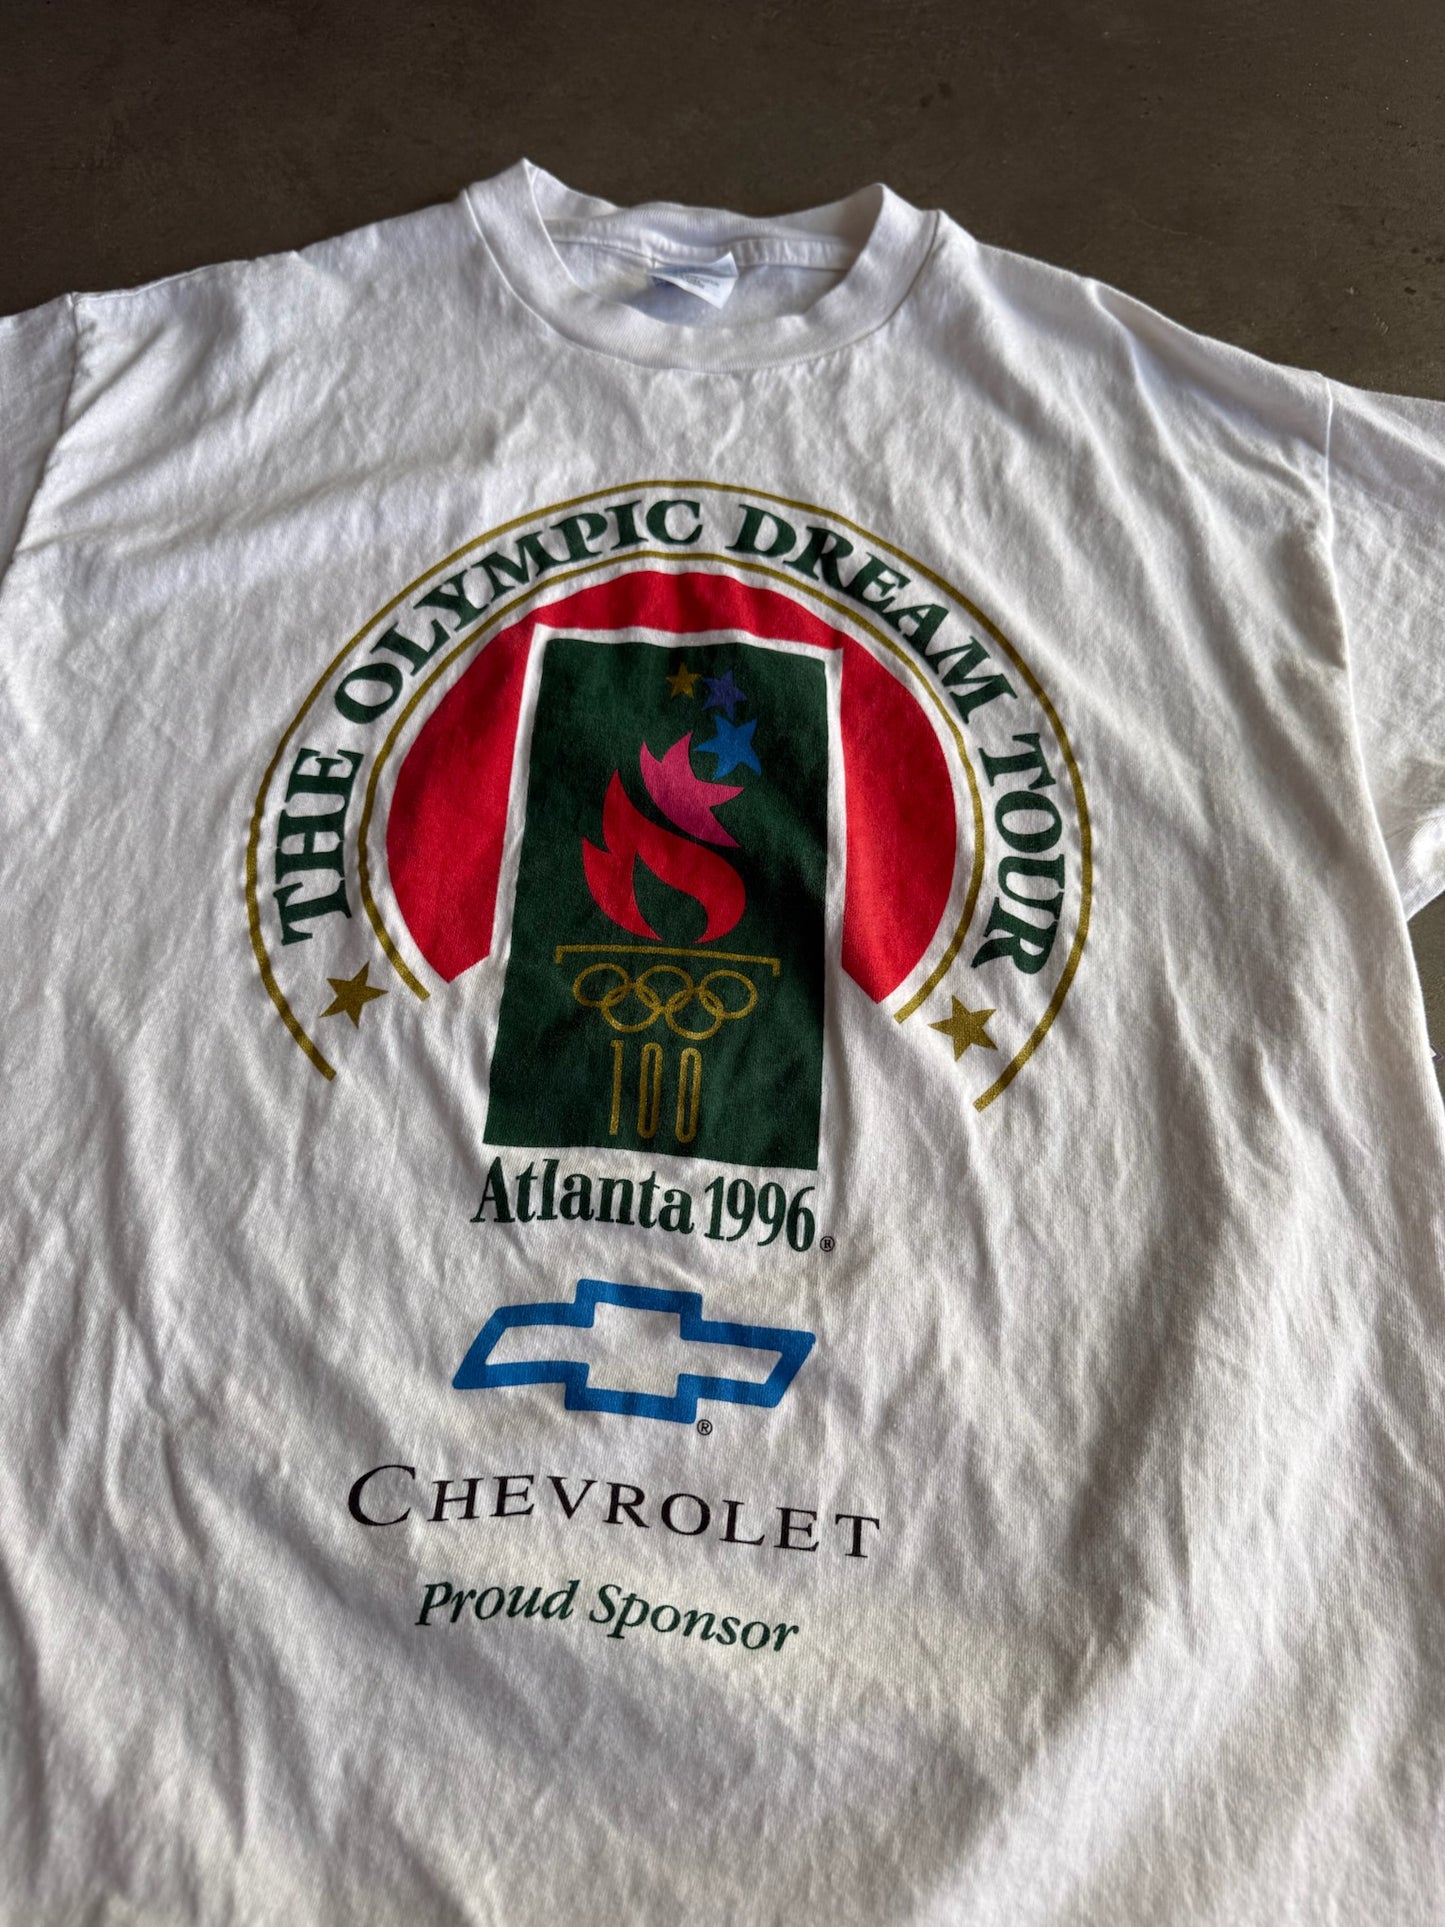 THE OLYMPIC DREAM TOUR
100
Atlanta 1996®
®
CHEVROLET
Proud Sponsor